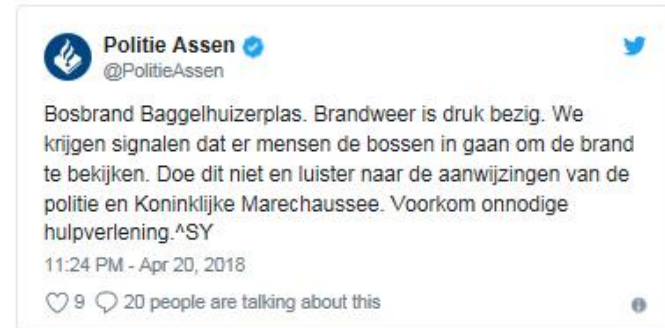 Politie Assen
@PolitieAssen
Bosbrand Baggelhuizerplas. Brandweer is druk bezig. We
krijgen signalen dat er mensen de bossen in gaan om de brand
te bekijken. Doe dit niet en luister naar de aanwijzingen van de
politie en Koninklijke Marechaussee. Voorkom onnodige
hulpverlening.^SY
11:24 PM - Apr 20, 2018
9 20 people are talking about this